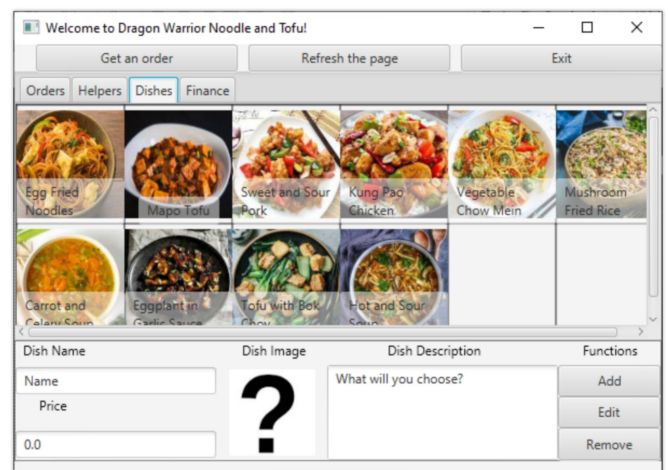 Welcome to Dragon Warrior Noodle and Tofu!
Get an order
Refresh the page
Exit
Orders
Helpers
Dishes
Finance
Egg Fried
Noodles
Mapo Tofu
Sweet and Sour
Pork
Kung Pao
Chicken
Vegetable
Chow Mein
Mushroom
Fried Rice
Carrot and
Celery Soup
Eggplant in
Garlic Sauce
Tofu with Bok
Choy
Hot and Sour
Soup
Dish Name
Dish Image
Dish Description
Functions
Name
Price
0.0
?
What will you choose?
Add
Edit
Remove